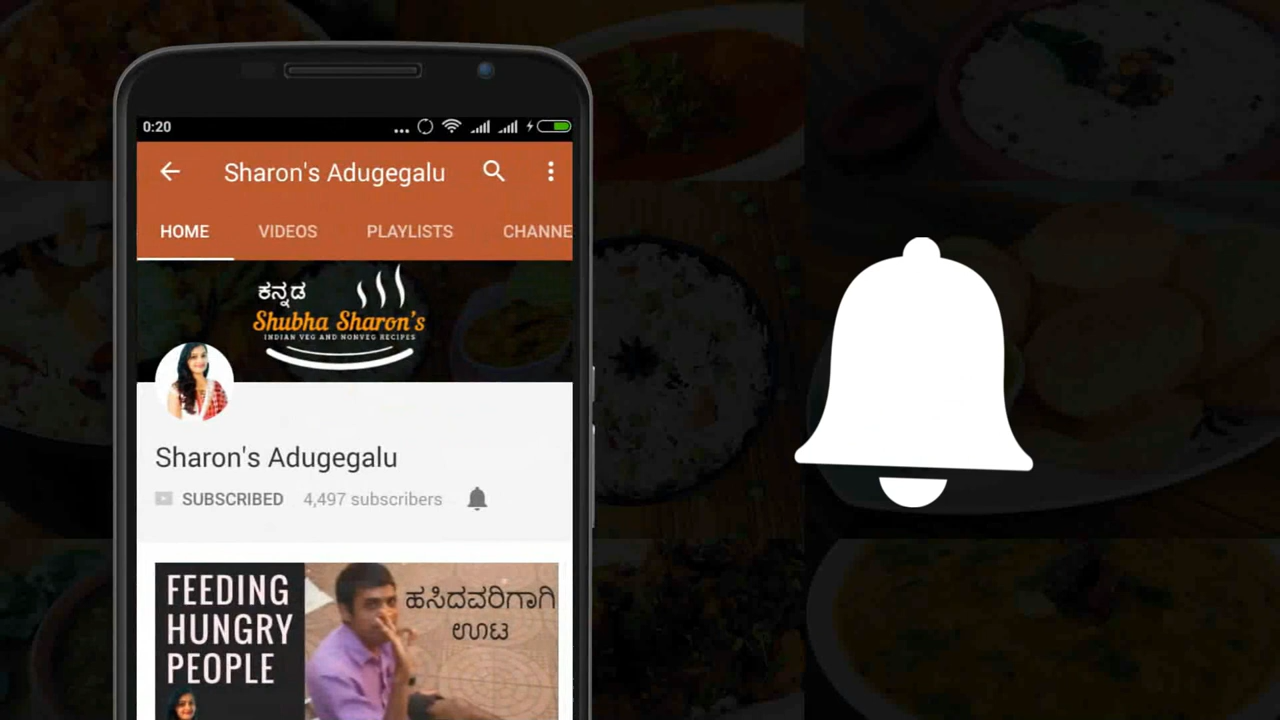 0:20
Sharon's Adugegalu
HOME VIDEOS PLAYLISTS CHANNE
ಕನ್ನಡ
Shubha Sharon's
INDIAN VEG AND NONVEG RECIPES
Sharon's Adugegalu
SUBSCRIBED 4,497 subscribers
FEEDING
HUNGRY
PEOPLE
ಹಸಿದವರಿಗಾಗಿ
ಊಟ